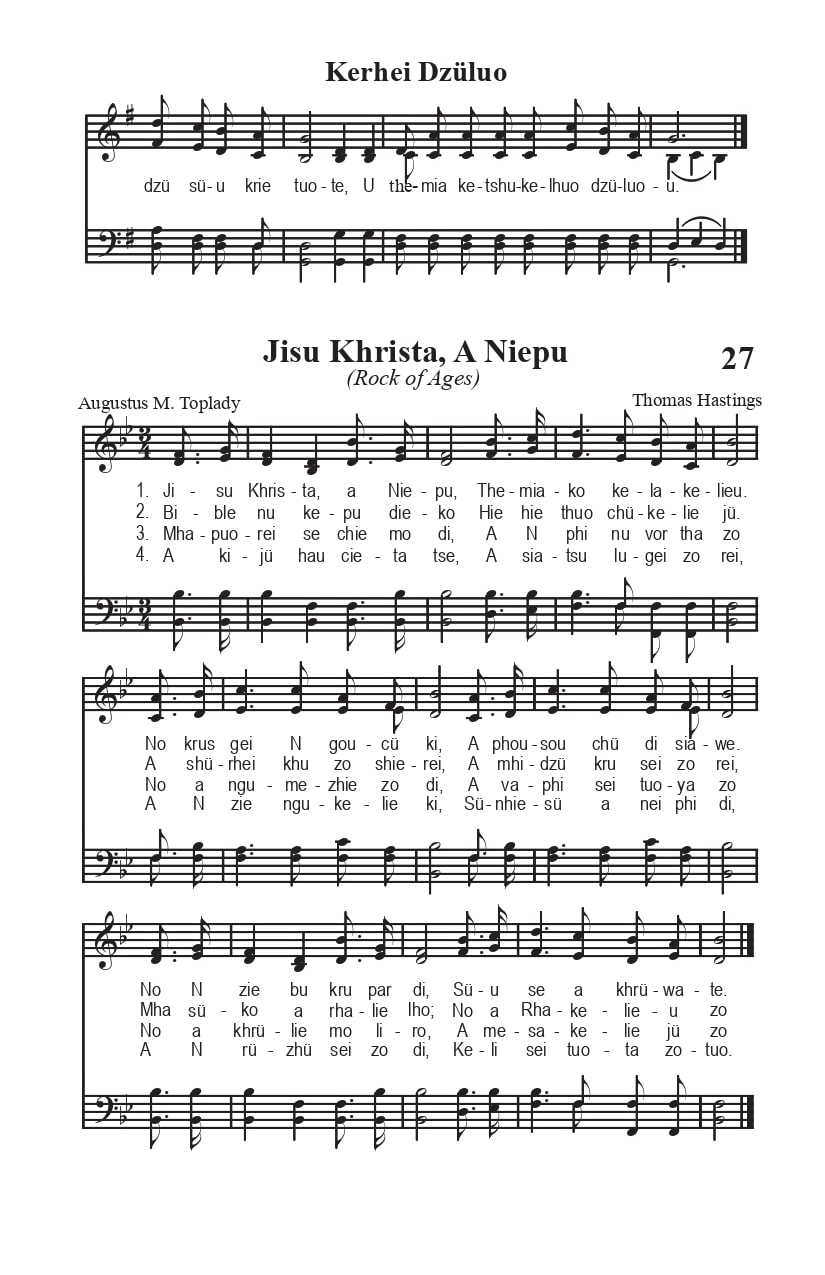 Kerhei Dzüluo
dzü sü-u krie tuo-te, U the-mia ke-tshu-ke-lhuo dzü-luo-u.
Jisu Khrista, A Niepu 27
(Rock of Ages)
Augustus M. Toplady Thomas Hastings
3/4
1. Ji-su Khris-ta, a Nie-pu, The-mia-ko ke-la-ke-lieu.
2. Bi-ble nu ke-pu die-ko Hie hie thuo chü-ke-lie jü.
3. Mha-puo-rei se chie mo di, A N phi nu vor tha zo
4. A ki-jü hau cie-ta tse, A sia-tsu lu-gei zo rei,
3/4
No krus gei N gou-cü ki, A phou-sou chü di sia-we.
A shü-rhei khu zo shie-rei, A mhi-dzü kru sei zo rei,
No a ngu-me-zhie zo di, A va-phi sei tuo-ya zo
A N zie ngu-ke-lie ki, Sü-nhie-sü a nei phi di,
No N zie bu kru par di, Sü-u se a khrü-wa-te.
Mha sü-ko a rha-lie lho; No a Rha-ke-lie-u zo
No a khrü-lie mo li-ro, A me-sa-ke-lie jü zo
A N rü-zhü sei zo di, Ke-li sei tuo-ta zo-tuo.